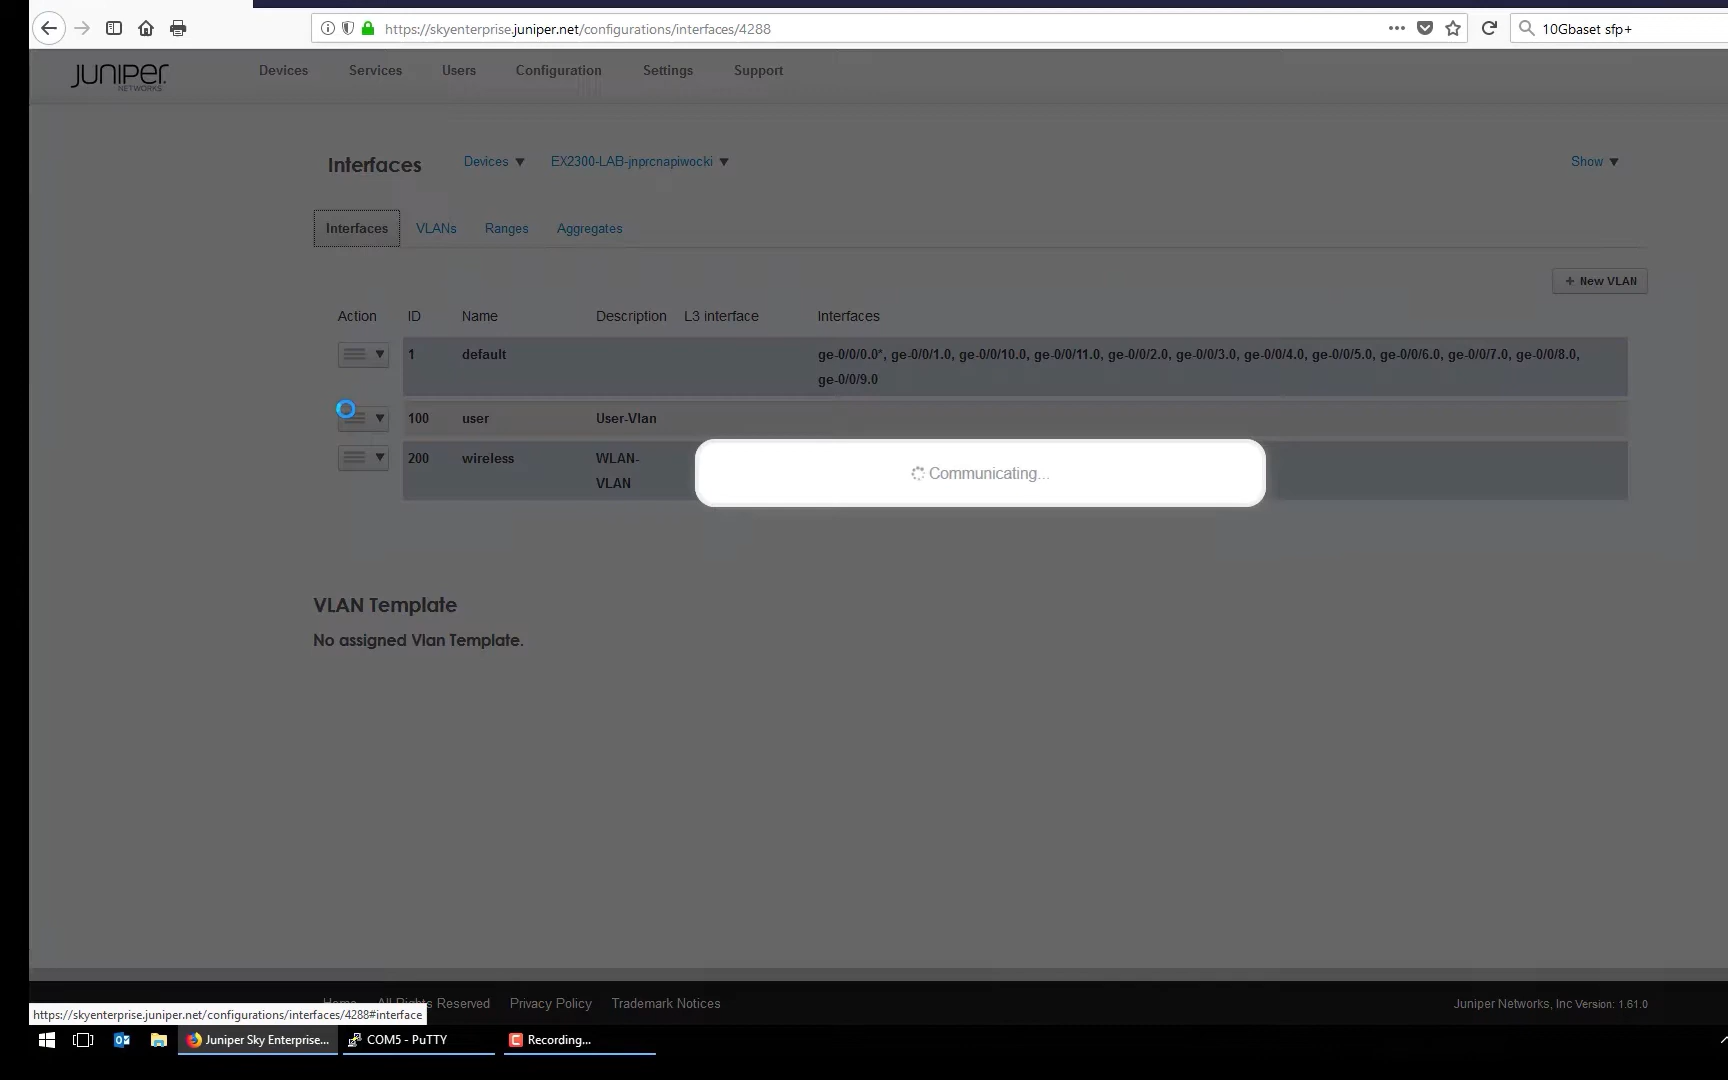 https://skyenterprise.juniper.net/configurations/interfaces/4288
10Gbaset sfp+
JUNIPER
NETWORKS
Devices Services Users Configuration Settings Support
Interfaces Devices EX2300-LAB-jnprcnapiwocki Show
Interfaces VLANs Ranges Aggregates
+ New VLAN
Action ID Name Description L3 interface Interfaces
1 default ge-0/0/0.0*, ge-0/0/1.0, ge-0/0/10.0, ge-0/0/11.0, ge-0/0/2.0, ge-0/0/3.0, ge-0/0/4.0, ge-0/0/5.0, ge-0/0/6.0, ge-0/0/7.0, ge-0/0/8.0,
ge-0/0/9.0
100 user User-Vlan
200 wireless WLAN-
VLAN
Communicating...
VLAN Template
No assigned Vlan Template.
Home All Rights Reserved Privacy Policy Trademark Notices Juniper Networks, Inc Version: 1.61.0
https://skyenterprise.juniper.net/configurations/interfaces/4288#interface
Juniper Sky Enterprise... COM5 - PuTTY Recording...